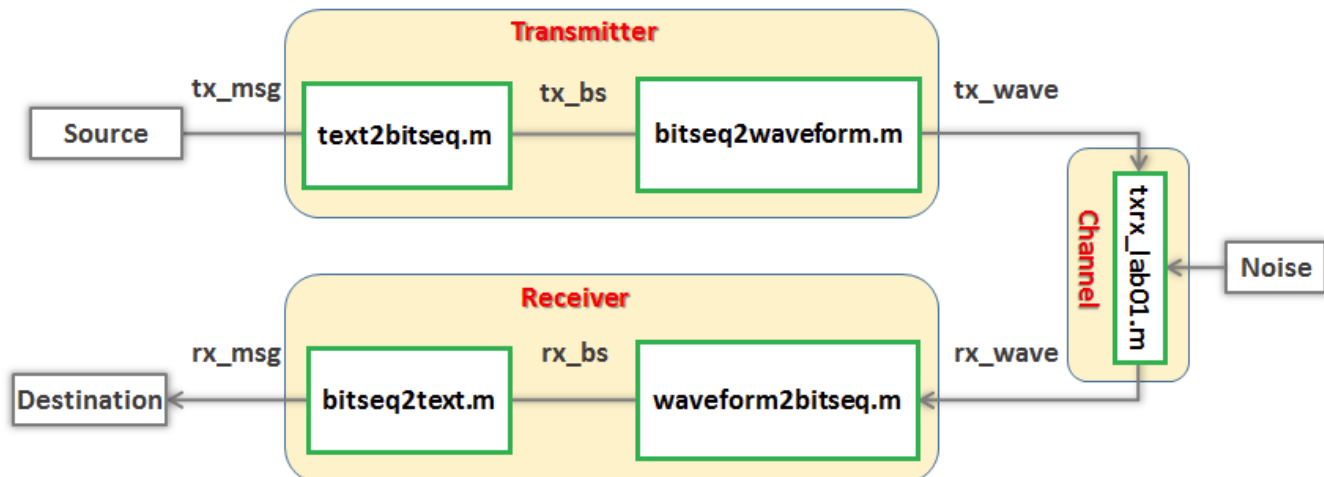 Transmitter
tx_msg
tx_bs
tx_wave
Source
text2bitseq.m
bitseq2waveform.m
Channel
txrx_lab01.m
Noise
Receiver
rx_msg
rx_bs
rx_wave
Destination
bitseq2text.m
waveform2bitseq.m